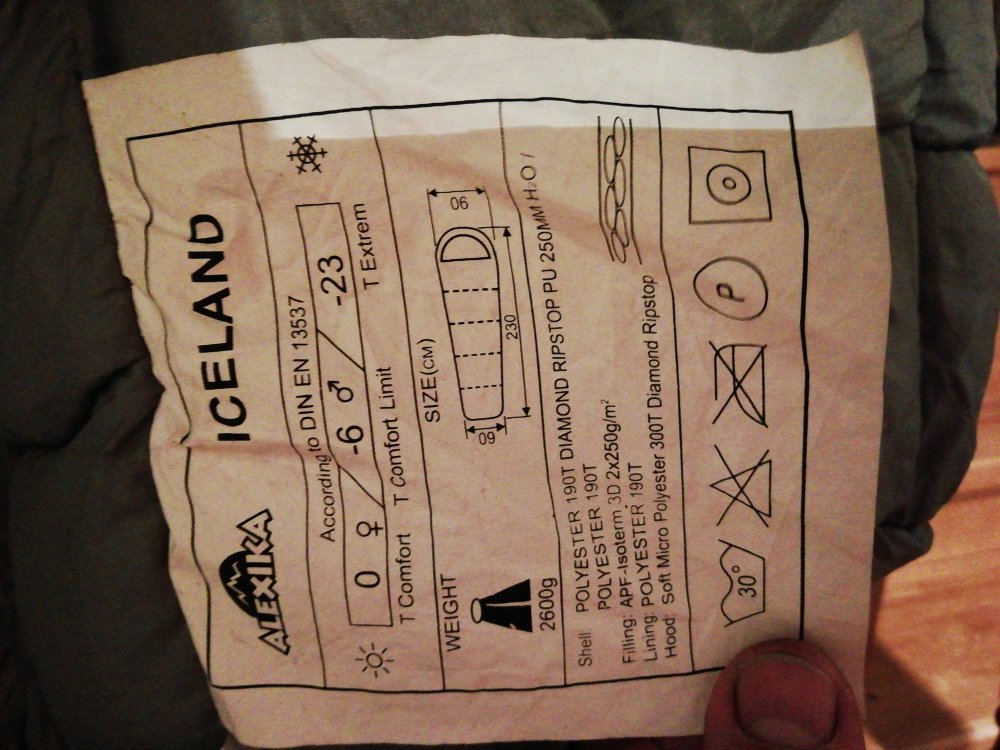 ALEXIKA
ICELAND
According to DIN EN 13537
0 ♀ -6 ♂ -23
T Comfort T Comfort Limit T Extrem
WEIGHT
2600g
SIZE(CM)
90
60
230
Shell: POLYESTER 190T DIAMOND RIPSTOP PU 250MM H2O /
POLYESTER 190T
Filling: APF-Isoterm 3D 2x250g/m²
Lining: POLYESTER 190T
Hood: Soft Micro Polyester 300T Diamond Ripstop
30°
P